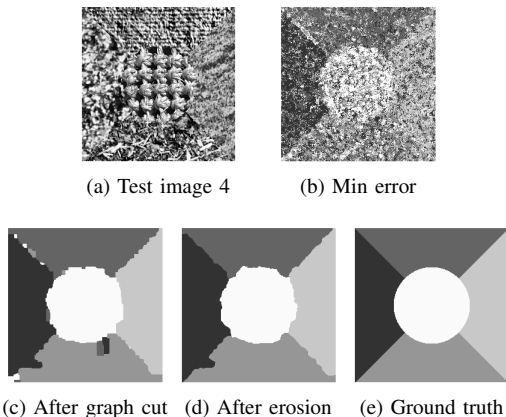 (a) Test image 4 (b) Min error
(c) After graph cut (d) After erosion (e) Ground truth